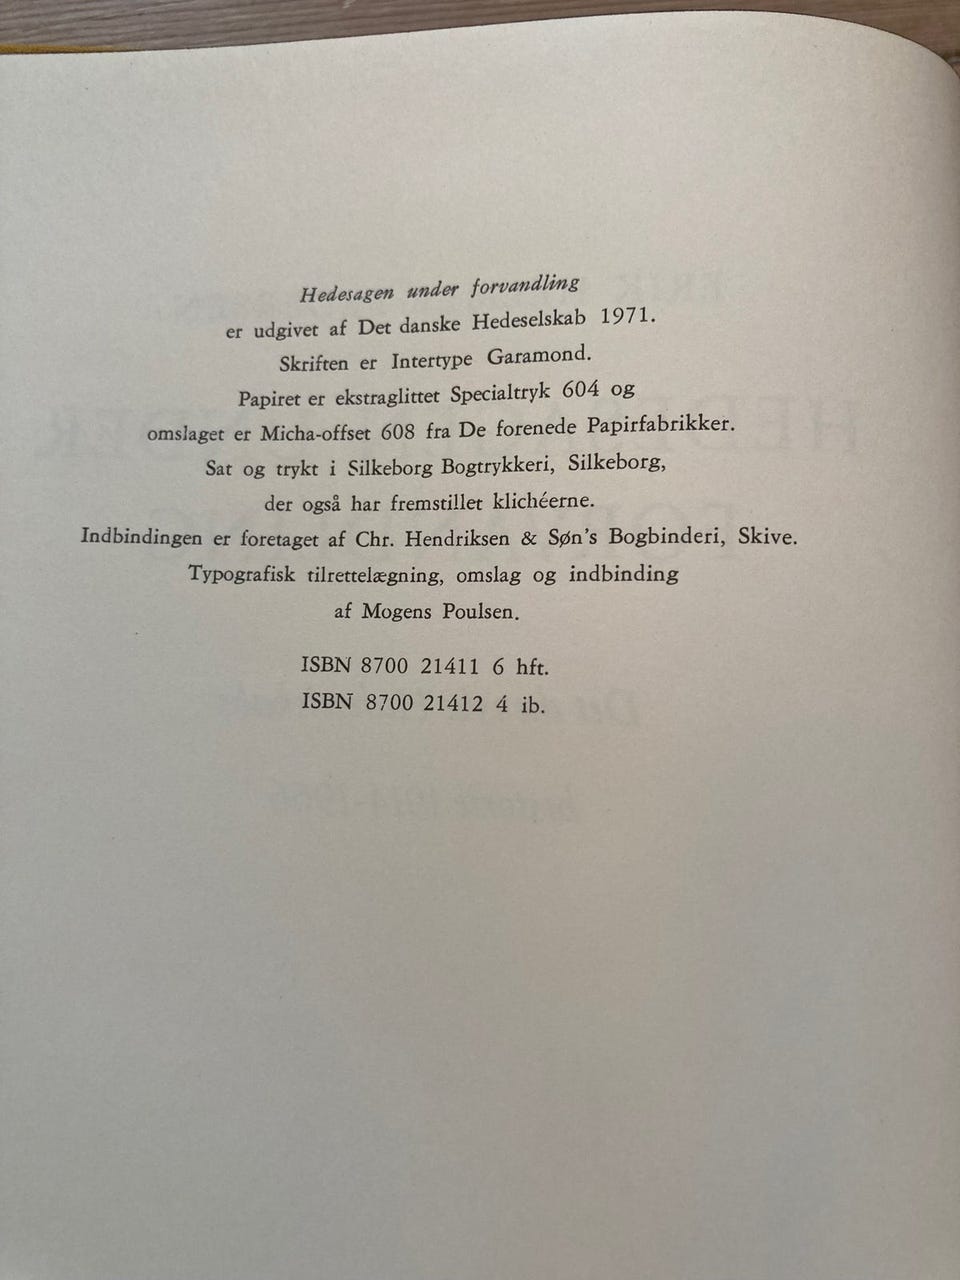 Hedesagen under forvandling
er udgivet af Det danske Hedeselskab 1971.
Skriften er Intertype Garamond.
Papiret er ekstraglittet Specialtryk 604 og
omslaget er Micha-offset 608 fra De forenede Papirfabrikker.
Sat og trykt i Silkeborg Bogtrykkeri, Silkeborg,
der også har fremstillet klichéerne.
Indbindingen er foretaget af Chr. Hendriksen & Søn's Bogbinderi, Skive.
Typografisk tilrettelægning, omslag og indbinding
af Mogens Poulsen.
ISBN 8700 21411 6 hft.
ISBN 8700 21412 4 ib.